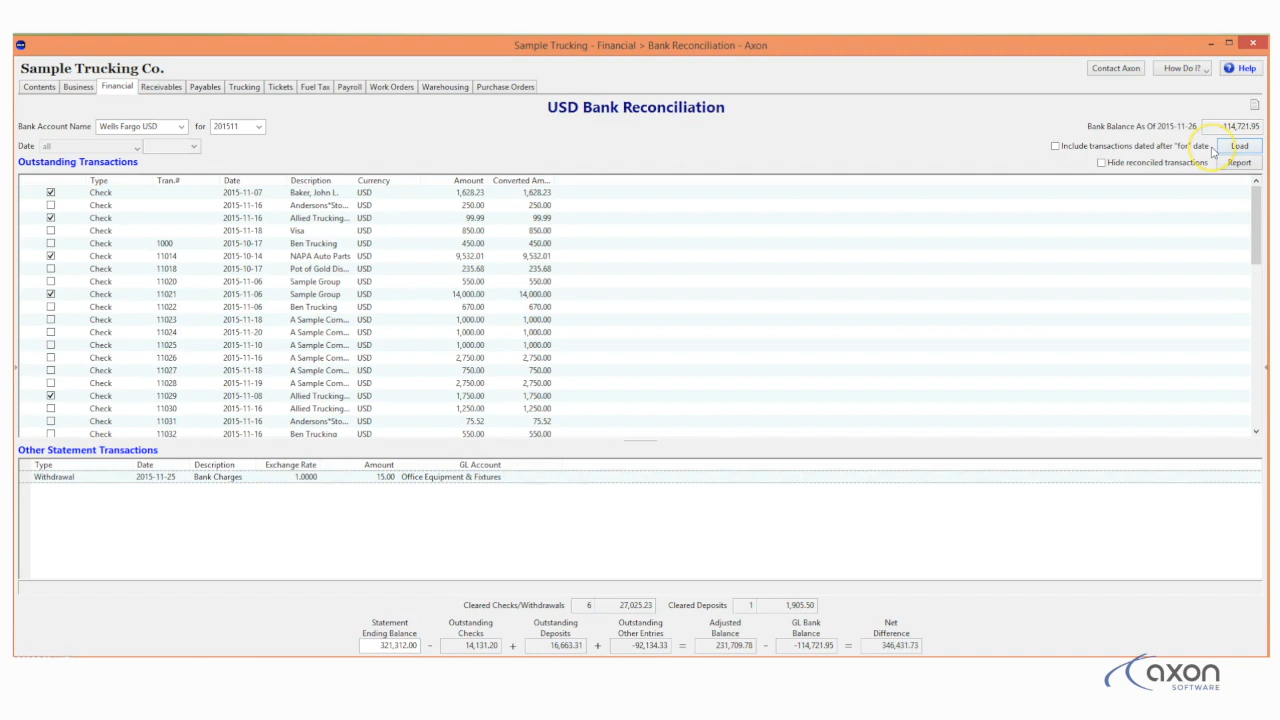 Sample Trucking - Financial > Bank Reconciliation - Axon
Sample Trucking Co.
Contact Axon How Do I? Help
Contents Business Financial Receivables Payables Trucking Tickets Fuel Tax Payroll Work Orders Warehousing Purchase Orders
USD Bank Reconciliation
Bank Account Name Wells Fargo USD for 201511 Bank Balance As Of 2015-11-26 -114,721.95
Date all Include transactions dated after "for" date Load
Outstanding Transactions Hide reconciled transactions Report
Type Tran.# Date Description Currency Amount Converted Am...
Check 2015-11-07 Baker, John L. USD 1,628.23 1,628.23
Check 2015-11-16 Andersons*Sto... USD 250.00 250.00
Check 2015-11-16 Allied Trucking... USD 99.99 99.99
Check 2015-11-18 Visa USD 850.00 850.00
Check 1000 2015-10-17 Ben Trucking USD 450.00 450.00
Check 11014 2015-10-14 NAPA Auto Parts USD 9,532.01 9,532.01
Check 11018 2015-10-17 Pot of Gold Dis... USD 235.68 235.68
Check 11020 2015-11-06 Sample Group USD 550.00 550.00
Check 11021 2015-11-06 Sample Group USD 14,000.00 14,000.00
Check 11022 2015-11-06 Ben Trucking USD 670.00 670.00
Check 11023 2015-11-18 A Sample Com... USD 1,000.00 1,000.00
Check 11024 2015-11-20 A Sample Com... USD 1,000.00 1,000.00
Check 11025 2015-11-10 A Sample Com... USD 1,000.00 1,000.00
Check 11026 2015-11-16 A Sample Com... USD 2,750.00 2,750.00
Check 11027 2015-11-18 A Sample Com... USD 750.00 750.00
Check 11028 2015-11-19 A Sample Com... USD 2,750.00 2,750.00
Check 11029 2015-11-08 Allied Trucking... USD 1,750.00 1,750.00
Check 11030 2015-11-16 Allied Trucking... USD 1,250.00 1,250.00
Check 11031 2015-11-16 Andersons*Sto... USD 75.52 75.52
Check 11032 2015-11-16 Ben Trucking USD 550.00 550.00
Other Statement Transactions
Type Date Description Exchange Rate Amount GL Account
Withdrawal 2015-11-25 Bank Charges 1.0000 15.00 Office Equipment & Fixtures
Cleared Checks/Withdrawals 6 27,025.23 Cleared Deposits 1 1,905.50
Statement Outstanding Outstanding Outstanding Adjusted GL Bank Net
Ending Balance Checks Deposits Other Entries Balance Balance Difference
321,312.00 - 14,131.20 + 16,663.31 + -92,134.33 = 231,709.78 - -114,721.95 = 346,431.73
axon
SOFTWARE